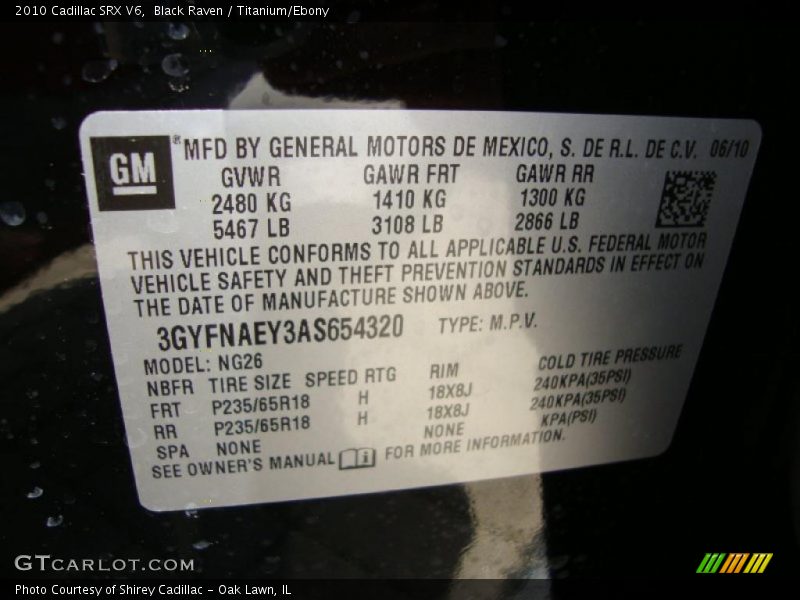 2010 Cadillac SRX V6, Black Raven / Titanium/Ebony
GM ® MFD BY GENERAL MOTORS DE MEXICO, S. DE R.L. DE C.V. 06/10
GVWR GAWR FRT GAWR RR
2480 KG 1410 KG 1300 KG
5467 LB 3108 LB 2866 LB
THIS VEHICLE CONFORMS TO ALL APPLICABLE U.S. FEDERAL MOTOR
VEHICLE SAFETY AND THEFT PREVENTION STANDARDS IN EFFECT ON
THE DATE OF MANUFACTURE SHOWN ABOVE.
3GYFNAEY3AS654320 TYPE: M.P.V.
MODEL: NG26
NBFR TIRE SIZE SPEED RTG RIM COLD TIRE PRESSURE
FRT P235/65R18 H 18X8J 240KPA(35PSI)
RR P235/65R18 H 18X8J 240KPA(35PSI)
SPA NONE NONE KPA(PSI)
SEE OWNER'S MANUAL i FOR MORE INFORMATION.
GTCARLOT.COM
Photo Courtesy of Shirey Cadillac - Oak Lawn, IL